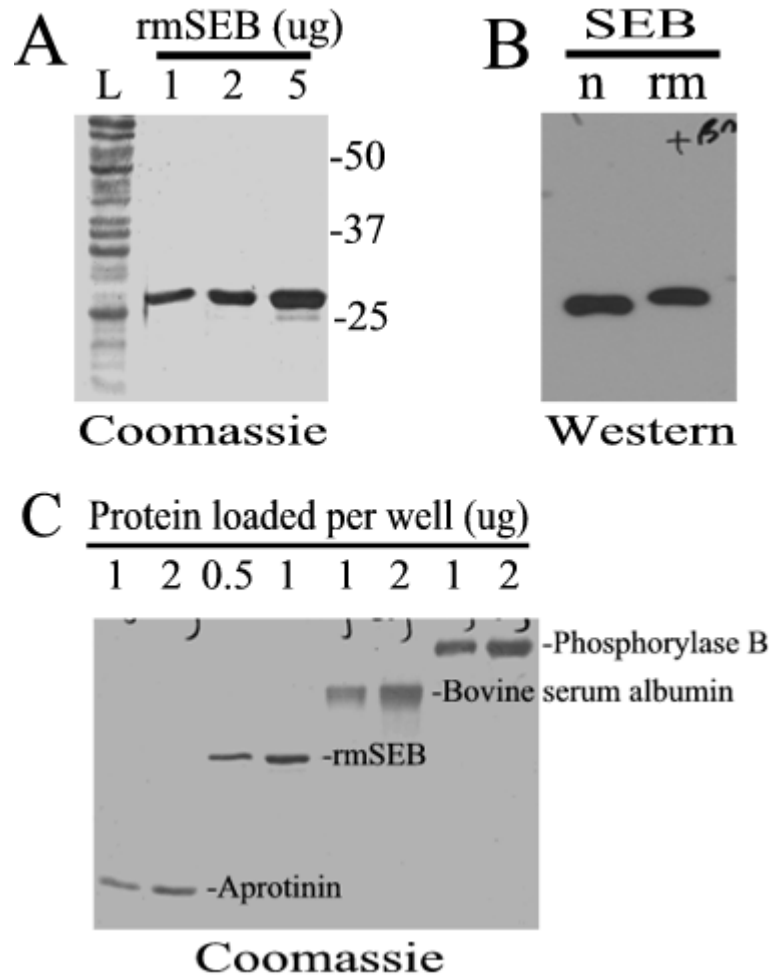 A
rmSEB (ug)
L 1 2 5
-50
-37
-25
Coomassie
B
SEB
n rm
+
Western
C
Protein loaded per well (ug)
1 2 0.5 1 1 2 1 2
-Phosphorylase B
-Bovine serum albumin
-rmSEB
-Aprotinin
Coomassie